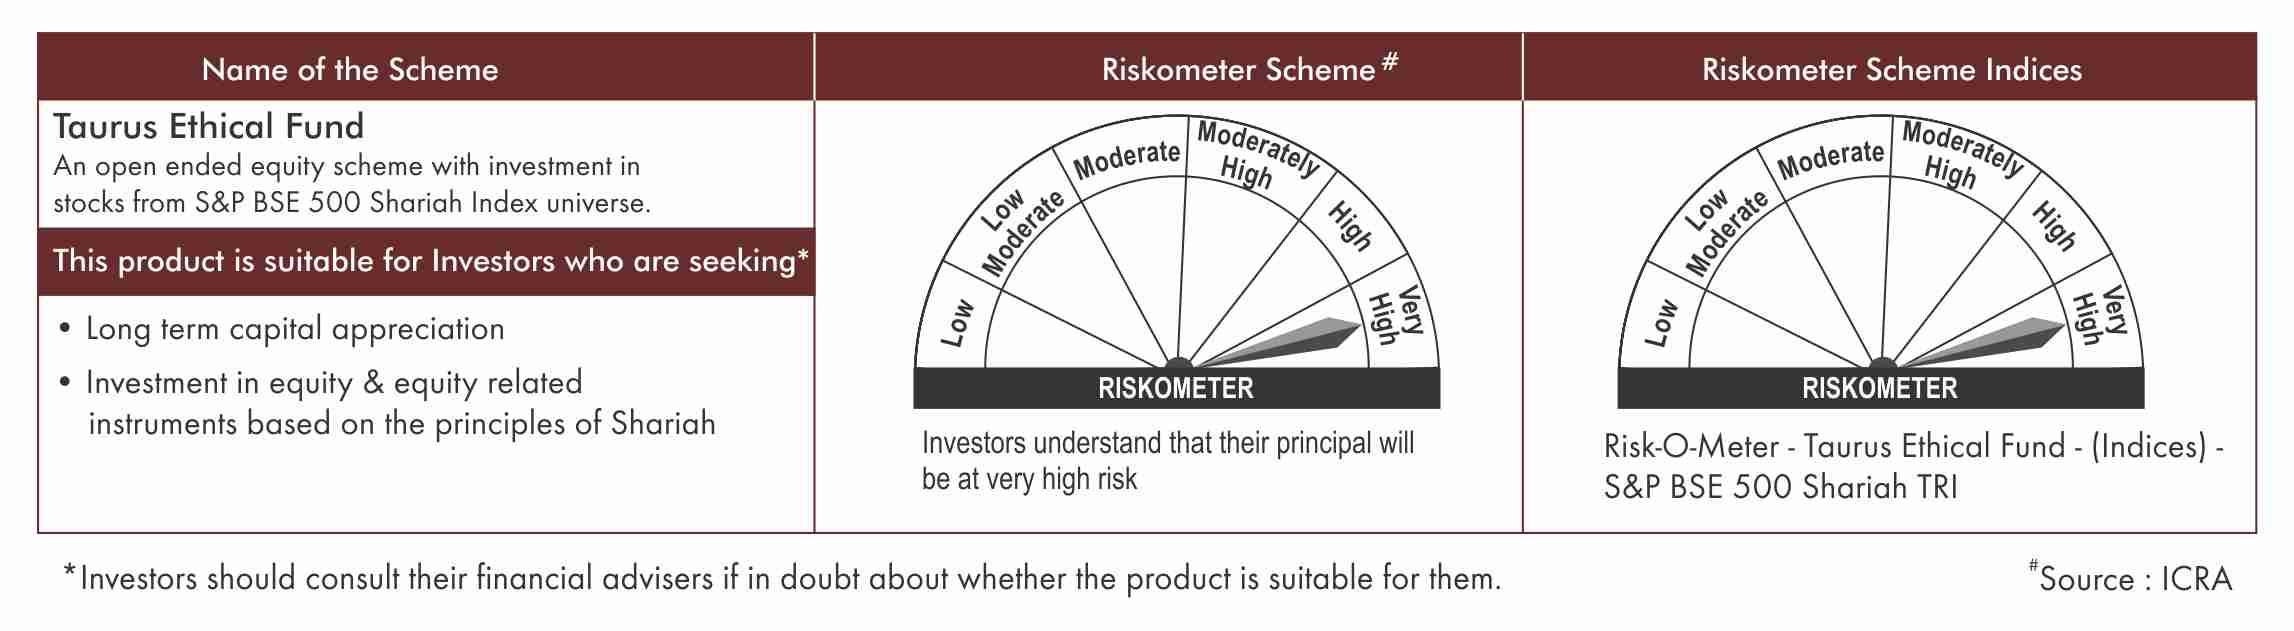 Name of the Scheme
Riskometer Scheme #
Riskometer Scheme Indices
Taurus Ethical Fund
An open ended equity scheme with investment in
stocks from S&P BSE 500 Shariah Index universe.
This product is suitable for Investors who are seeking*
• Long term capital appreciation
• Investment in equity & equity related
instruments based on the principles of Shariah
Low
Low
Moderate
Moderate
Moderately
High
High
Very
High
RISKOMETER
Investors understand that their principal will
be at very high risk
Low
Low
Moderate
Moderate
Moderately
High
High
Very
High
RISKOMETER
Risk-O-Meter - Taurus Ethical Fund - (Indices) -
S&P BSE 500 Shariah TRI
*Investors should consult their financial advisers if in doubt about whether the product is suitable for them.
#Source : ICRA